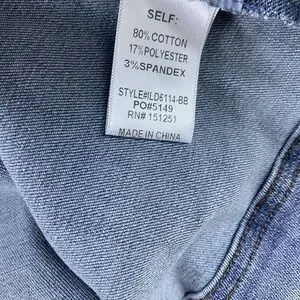 SELF:
80% COTTON
17% POLYESTER
3% SPANDEX
STYLE#ILD6114-BB
PO#5149
RN# 151251
MADE IN CHINA